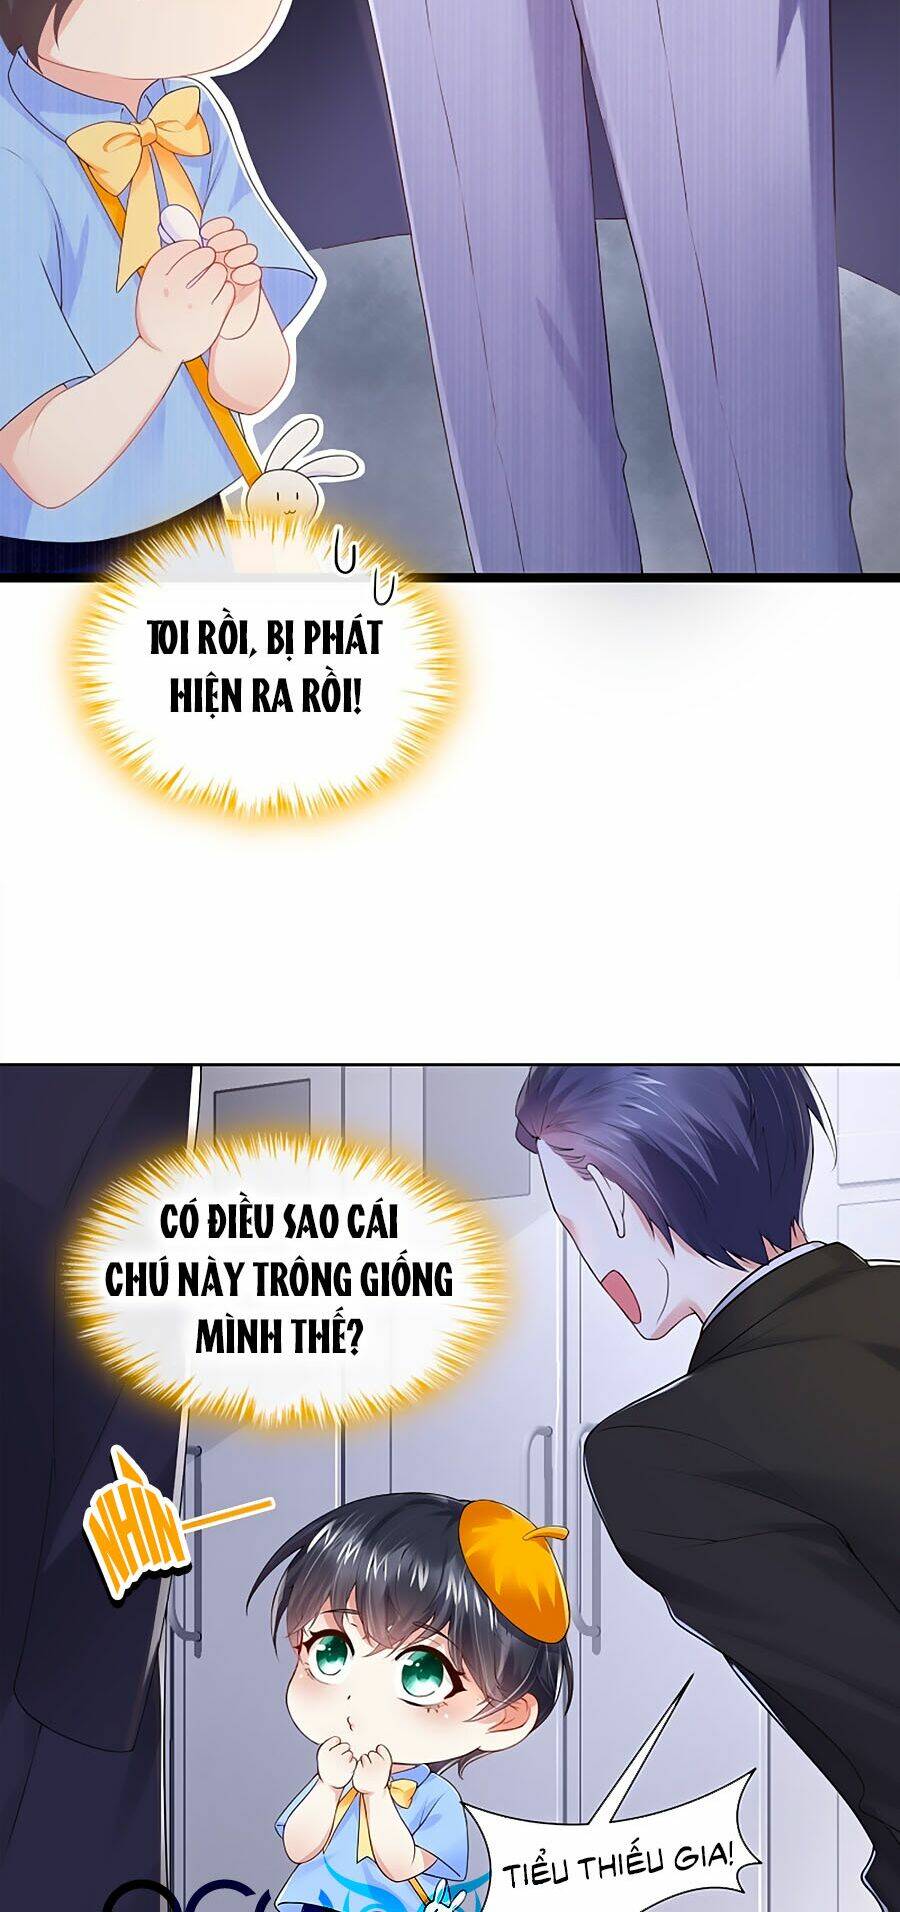 TOI RỒI, BỊ PHÁT
HIỆN RA RỒI!
CÓ ĐIỀU SAO CÁI
CHÚ NÀY TRÔNG GIỐNG
MÌNH THẾ?
NHÌN
TIỂU THIẾU GIA!